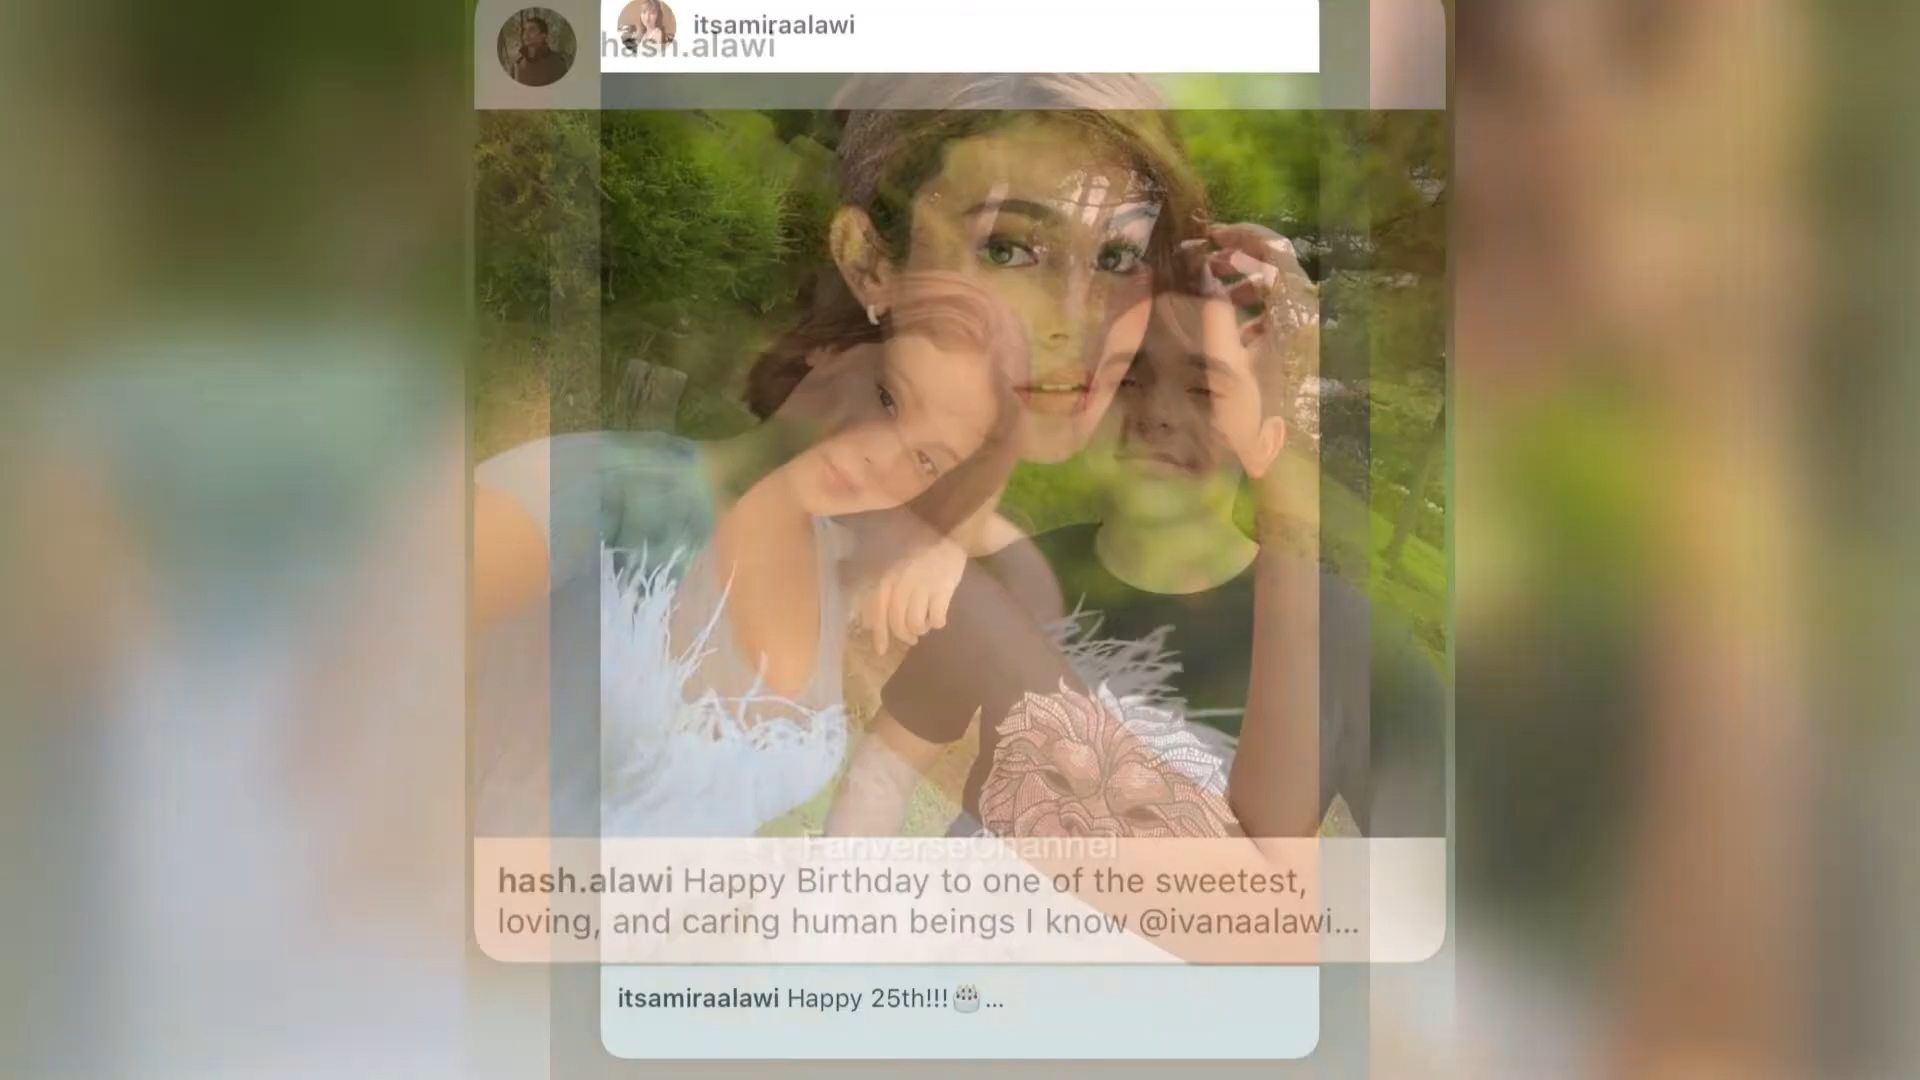 itsamiraalawi
hash.alawi
FanverseChannel
hash.alawi Happy Birthday to one of the sweetest,
loving, and caring human beings I know @ivanaalawi...
itsamiraalawi Happy 25th!!!🎂...